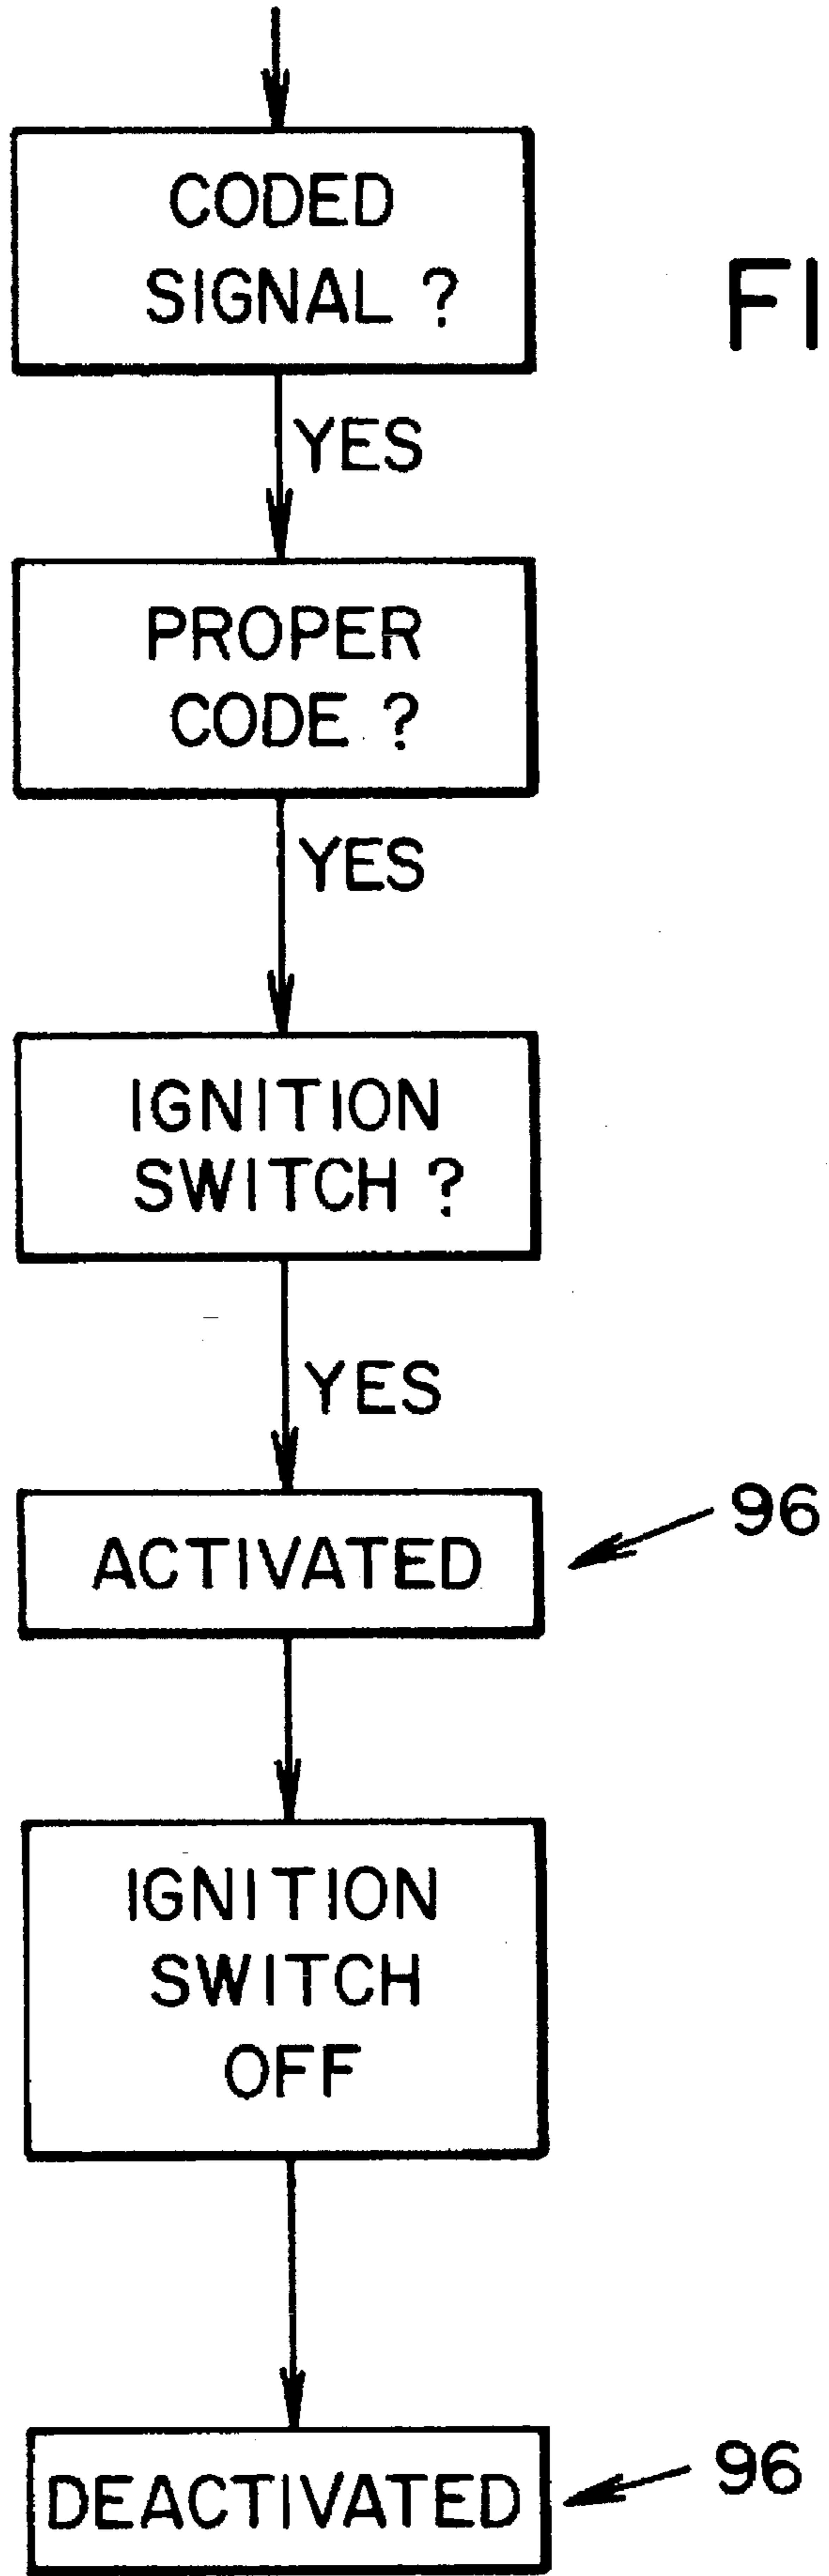 CODED
SIGNAL ?
FI
YES
PROPER
CODE ?
YES
IGNITION
SWITCH ?
YES
ACTIVATED
96
IGNITION
SWITCH
OFF
DEACTIVATED
96